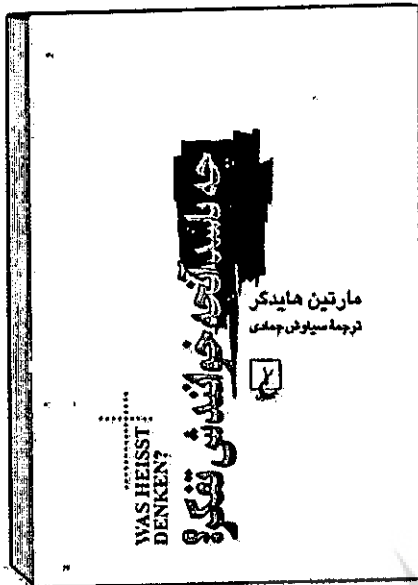 چه باشد آنچه خوانندش تفکر؟
WAS HEISST
DENKEN?
مارتین هایدگر
ترجمهٔ سیاوش جمادی